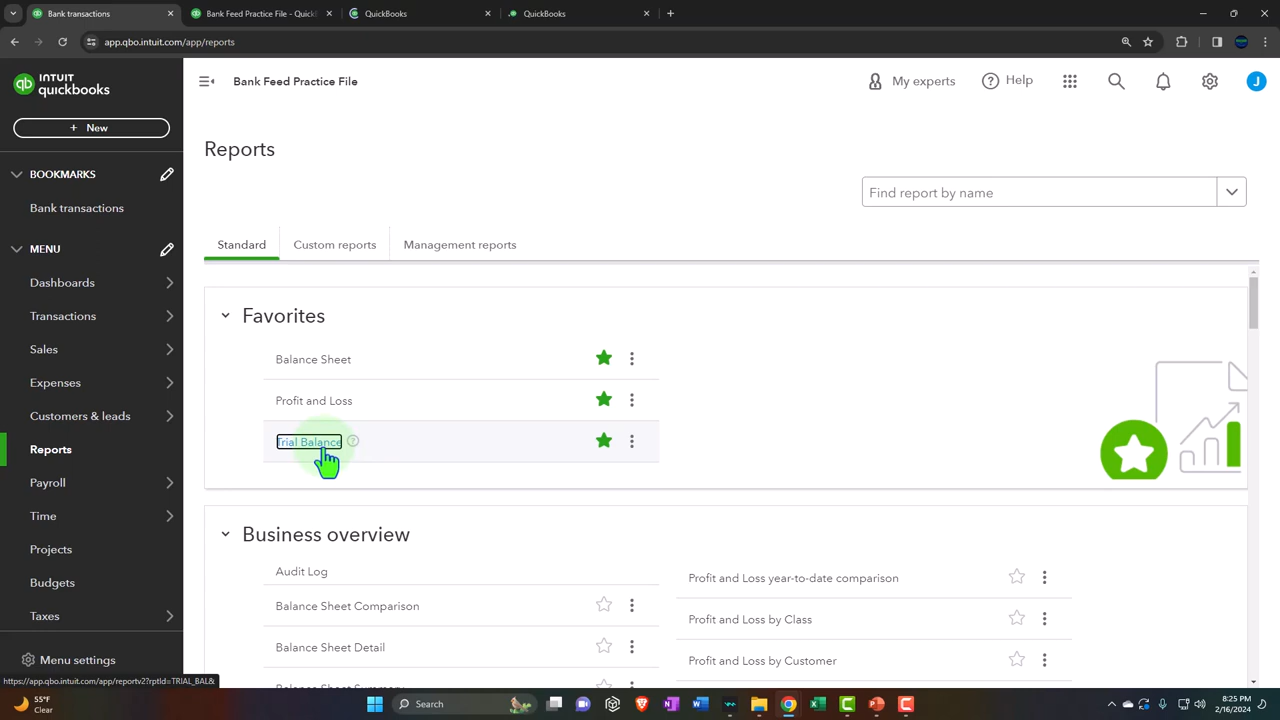 Bank transactions
Bank Feed Practice File - QuickB
QuickBooks
QuickBooks
app.qbo.intuit.com/app/reports
INTUIT
quickbooks
Bank Feed Practice File
My experts
Help
J
+ New
Reports
BOOKMARKS
Find report by name
Bank transactions
Standard
Custom reports
Management reports
MENU
Dashboards
Transactions
Sales
Expenses
Customers & leads
Reports
Payroll
Time
Projects
Budgets
Taxes
Menu settings
Favorites
Balance Sheet
Profit and Loss
Trial Balance
Business overview
Audit Log
Balance Sheet Comparison
Balance Sheet Detail
Balance Sheet Summary
Profit and Loss year-to-date comparison
Profit and Loss by Class
Profit and Loss by Customer
https://app.qbo.intuit.com/app/reportv2?rptId=TRIAL_BAL&
55°F
Clear
Search
8:25 PM
2/16/2024